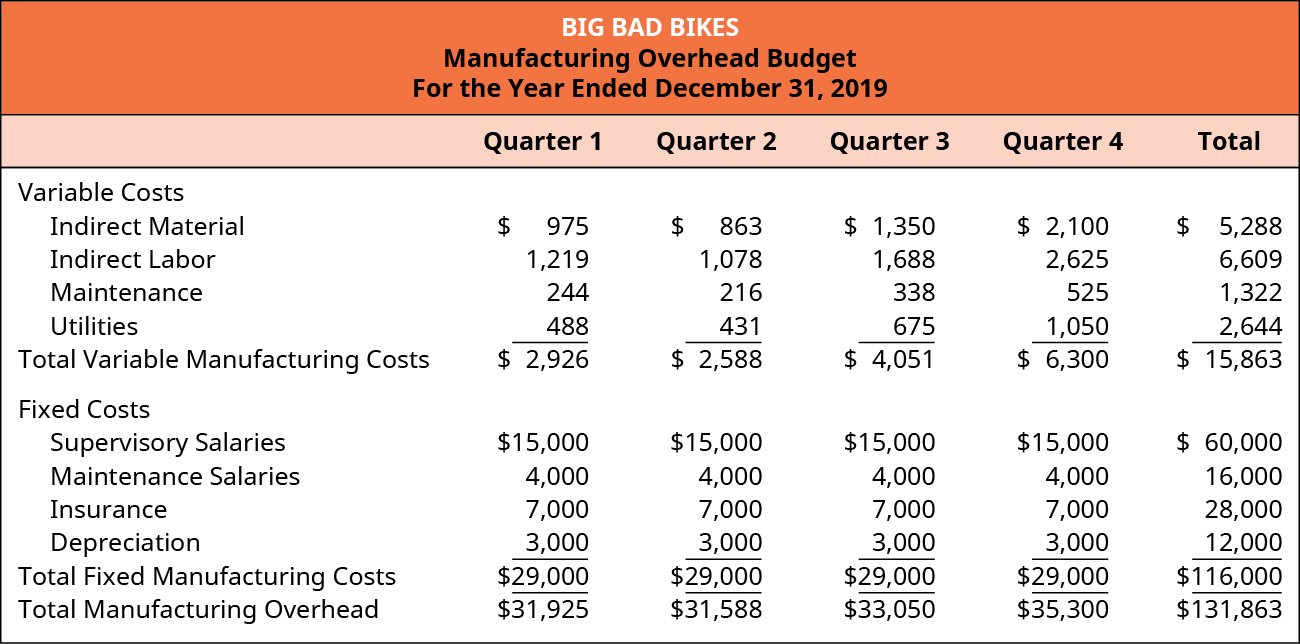 BIG BAD BIKES
Manufacturing Overhead Budget
For the Year Ended December 31, 2019
Quarter 1 Quarter 2 Quarter 3 Quarter 4 Total
Variable Costs
Indirect Material $ 975 $ 863 $ 1,350 $ 2,100 $ 5,288
Indirect Labor 1,219 1,078 1,688 2,625 6,609
Maintenance 244 216 338 525 1,322
Utilities 488 431 675 1,050 2,644
Total Variable Manufacturing Costs $ 2,926 $ 2,588 $ 4,051 $ 6,300 $ 15,863
Fixed Costs
Supervisory Salaries $15,000 $15,000 $15,000 $15,000 $ 60,000
Maintenance Salaries 4,000 4,000 4,000 4,000 16,000
Insurance 7,000 7,000 7,000 7,000 28,000
Depreciation 3,000 3,000 3,000 3,000 12,000
Total Fixed Manufacturing Costs $29,000 $29,000 $29,000 $29,000 $116,000
Total Manufacturing Overhead $31,925 $31,588 $33,050 $35,300 $131,863